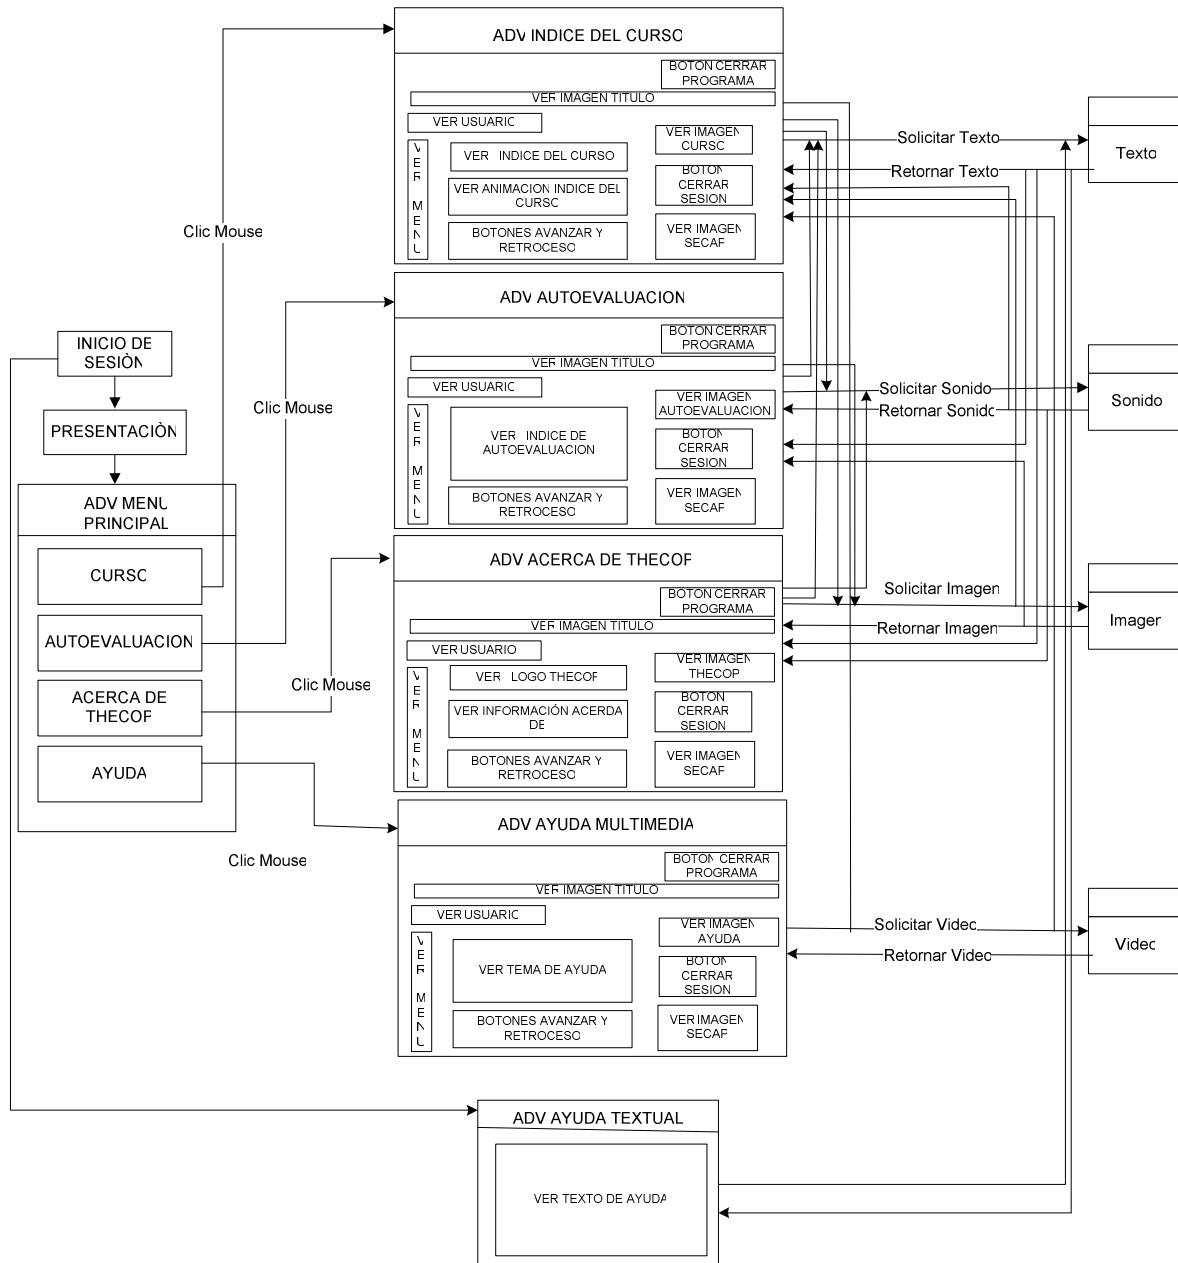 ADV INDICE DEL CURSO
BOTON CERRAR
PROGRAMA
VER IMAGEN TITULO
VER USUARIO
VER MENU
VER INDICE DEL CURSO
VER ANIMACION INDICE DEL
CURSO
BOTONES AVANZAR Y
RETROCESO
VER IMAGEN
CURSO
BOTON
CERRAR
SESION
VER IMAGEN
SECAP
Clic Mouse
Solicitar Texto
Retornar Texto
Texto
ADV AUTOEVALUACION
BOTON CERRAR
PROGRAMA
VER IMAGEN TITULO
VER USUARIO
VER MENU
VER INDICE DE
AUTOEVALUACION
BOTONES AVANZAR Y
RETROCESO
VER IMAGEN
AUTOEVALUACION
BOTON
CERRAR
SESION
VER IMAGEN
SECAP
Clic Mouse
Solicitar Sonido
Retornar Sonido
Sonido
INICIO DE
SESIÒN
PRESENTACIÒN
ADV MENU
PRINCIPAL
CURSO
AUTOEVALUACION
ACERCA DE
THECOP
AYUDA
ADV ACERCA DE THECOP
BOTON CERRAR
PROGRAMA
VER IMAGEN TITULO
VER USUARIO
VER MENU
VER LOGO THECOP
VER INFORMACIÓN ACERDA
DE
BOTONES AVANZAR Y
RETROCESO
VER IMAGEN
THECOP
BOTON
CERRAR
SESION
VER IMAGEN
SECAP
Clic Mouse
Solicitar Imagen
Retornar Imagen
Imagen
ADV AYUDA MULTIMEDIA
BOTON CERRAR
PROGRAMA
VER IMAGEN TITULO
VER USUARIO
VER MENU
VER TEMA DE AYUDA
BOTONES AVANZAR Y
RETROCESO
VER IMAGEN
AYUDA
BOTON
CERRAR
SESION
VER IMAGEN
SECAP
Clic Mouse
Solicitar Video
Retornar Video
Video
ADV AYUDA TEXTUAL
VER TEXTO DE AYUDA